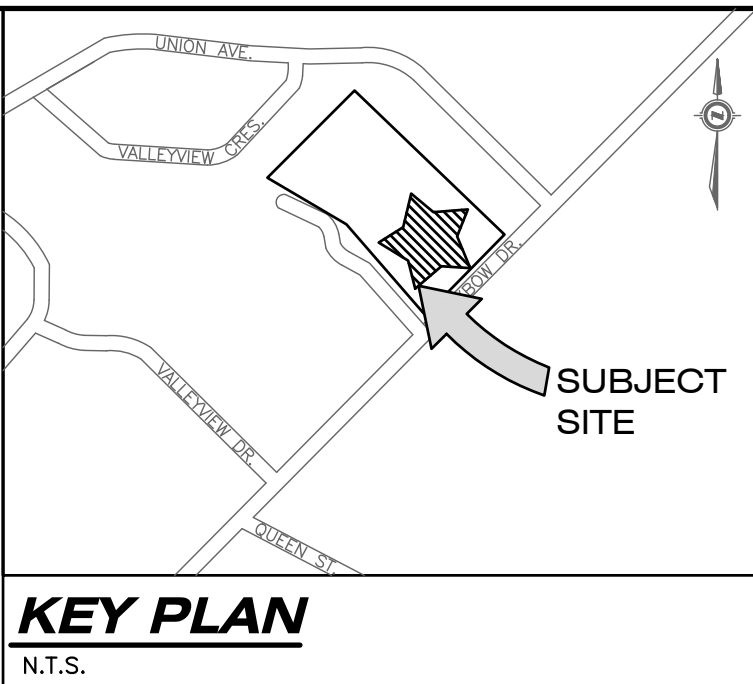 UNION AVE.
VALLEYVIEW CRES.
BOW DR.
SUBJECT
SITE
VALLEYVIEW DR.
QUEEN ST.
KEY PLAN
N.T.S.